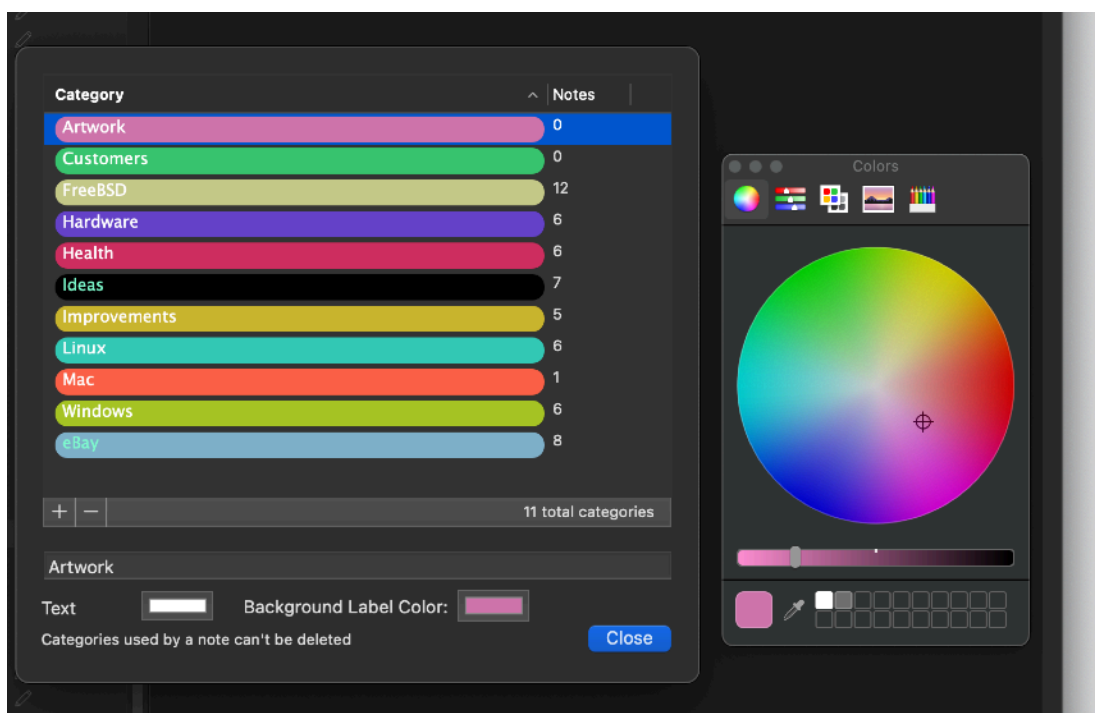 Category Notes
Artwork 0
Customers 0
FreeBSD 12
Hardware 6
Health 6
Ideas 7
Improvements 5
Linux 6
Mac 1
Windows 6
eBay 8
11 total categories
Artwork
Text Background Label Color:
Categories used by a note can't be deleted
Close
Colors